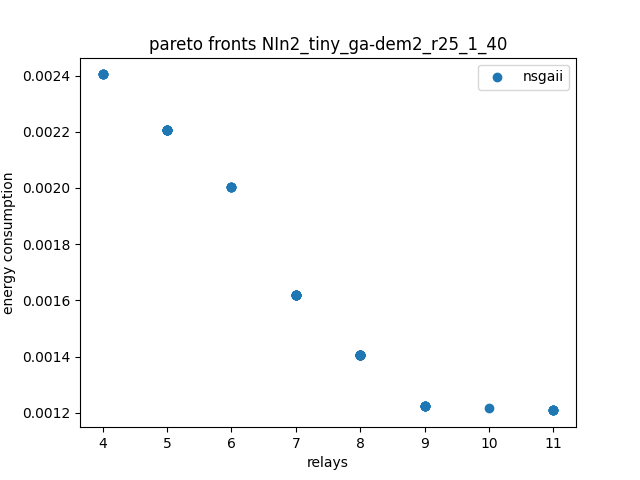 pareto fronts NIn2_tiny_ga-dem2_r25_1_40
nsgaii
0.0024
0.0022
0.0020
0.0018
0.0016
0.0014
0.0012
energy consumption
4 5 6 7 8 9 10 11
relays